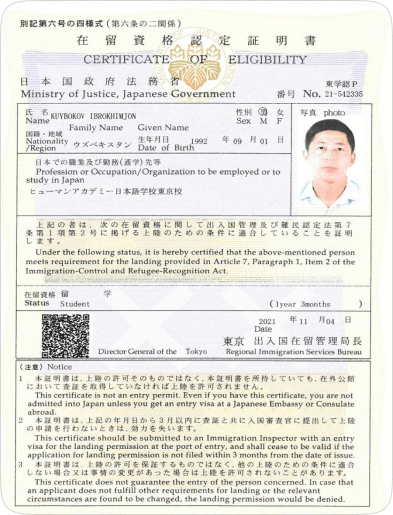 別記第六号の四様式(第六条の二関係)
在留資格認定証明書
CERTIFICATE OF ELIGIBILITY
日本国政府法務省
東学認P
Ministry of Justice, Japanese Government
番号 No. 21-542335
氏名 KUYBOKOV IBROKHIMJON
性別 男 女
写真 photo
Name Family Name Given Name
Sex M F
国籍・地域
Nationality ウズベキスタン
/Region
生年月日 1992 年 09 月 01 日
Date of Birth
日本での職業及び勤務(通学)先等
Profession or Occupation/Organization to be employed or to
study in Japan
ヒューマンアカデミー日本語学校東京校
上記の者は、次の在留資格に関して出入国管理及び難民認定法第7
条第1項第2号に掲げる上陸のための条件に適合していることを証明
します。
Under the following status, it is hereby certified that the above-mentioned person
meets requirement for the landing provided in Article 7, Paragraph 1, Item 2 of the
Immigration-Control and Refugee-Recognition Act.
在留資格 留 学
Status Student (1year 3months )
2021 年 11 月04 日
Date
東京 出入国在留管理局長
Director General of the Tokyo Regional Immigration Services Bureau
(注意) Notice
1 本証明書は、上陸の許可そのものではなく、本証明書を所持していても、在外公館
において査証を取得していなければ上陸を許可されません。
This certificate is not an entry permit. Even if you have this certificate, you are not
admitted into Japan unless you get an entry visa at a Japanese Embassy or Consulate
abroad.
2 本証明書は、上記の年月日から3月以内に査証と共に入国審査官に提出して上陸
の申請を行わないときは、効力を失います。
This certificate should be submitted to an Immigration Inspector with an entry
visa for the landing permission at the port of entry, and shall cease to be valid if the
application for landing permission is not filed within 3 months from the date of issue.
3 本証明書は、上陸の許可を保証するものではなく、他の上陸のための条件に適合
しない場合又は事情の変更があった場合は上陸を許可されないことがあります。
This certificate does not guarantee the entry of the person concerned. In case that
an applicant does not fulfill other requirements for landing or the relevant
circumstances are found to be changed, the landing permission would be denied.